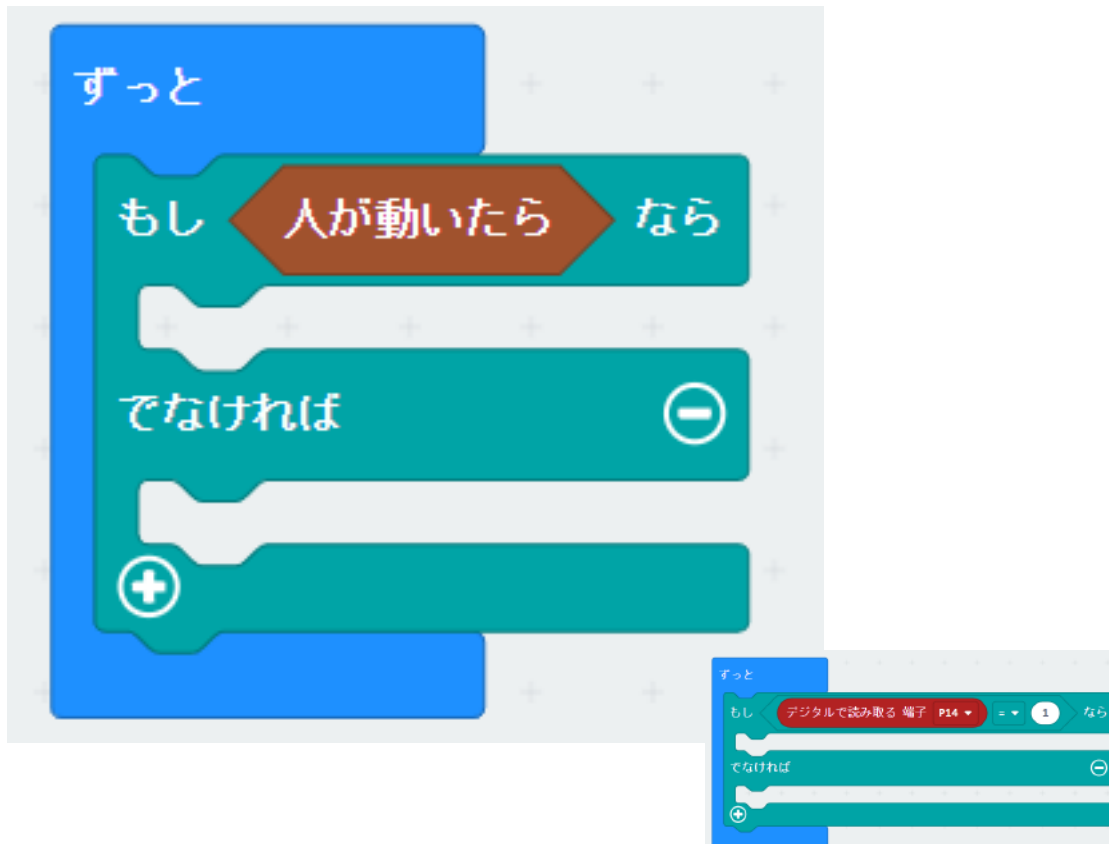 ずっと
もし 人が動いたら なら
でなければ
ずっと
もし デジタルで読み取る 端子 P14 = 1 なら
でなければ